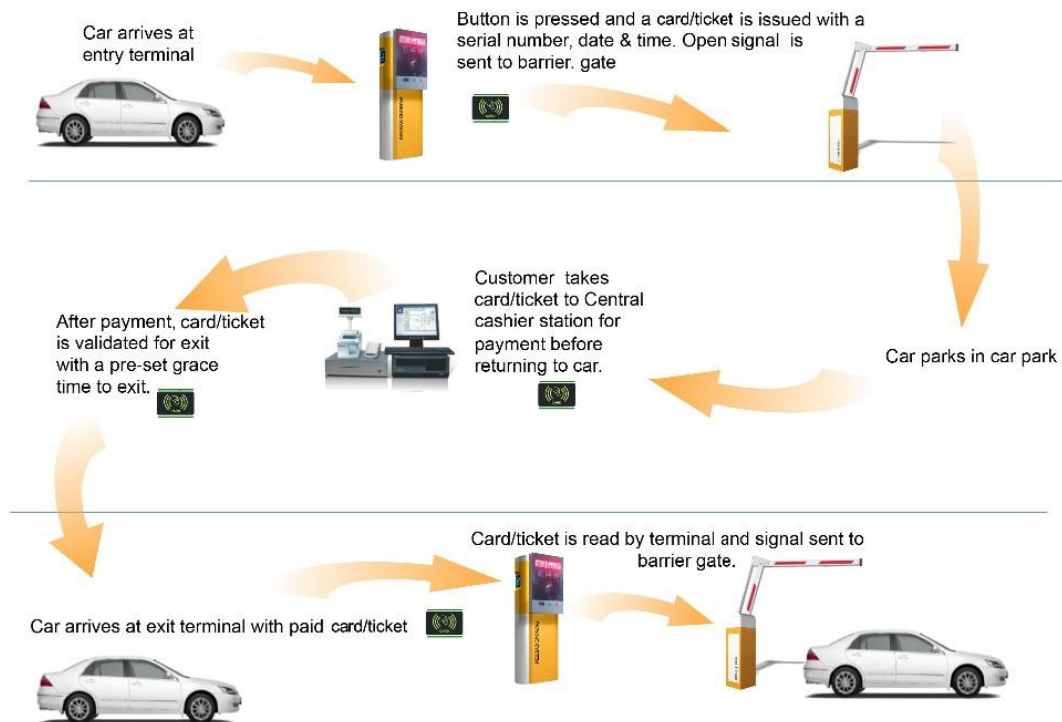 Car arrives at
entry terminal
Button is pressed and a card/ticket is issued with a
serial number, date & time. Open signal is
sent to barrier. gate
Car parks in car park
Customer takes
card/ticket to Central
cashier station for
payment before
returning to car.
After payment, card/ticket
is validated for exit
with a pre-set grace
time to exit.
Car arrives at exit terminal with paid card/ticket
Card/ticket is read by terminal and signal sent to
barrier gate.